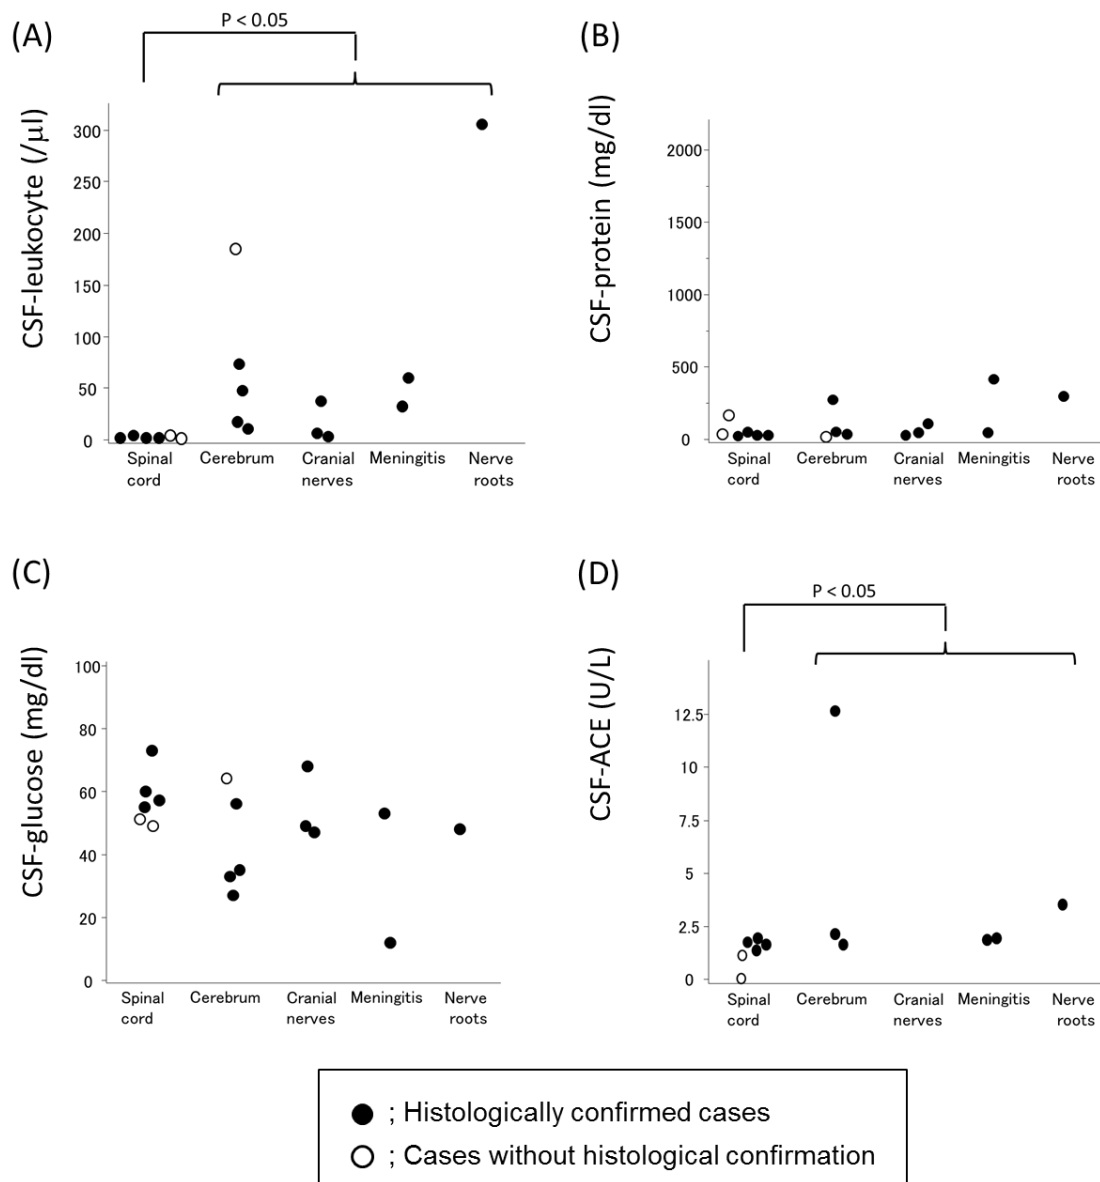 (A)
P < 0.05
CSF-leukocyte (/μl)
300
250
200
150
100
50
0
Spinal cord
Cerebrum
Cranial nerves
Meningitis
Nerve roots
(B)
CSF-protein (mg/dl)
2000
1500
1000
500
0
Spinal cord
Cerebrum
Cranial nerves
Meningitis
Nerve roots
(C)
CSF-glucose (mg/dl)
100
80
60
40
20
0
Spinal cord
Cerebrum
Cranial nerves
Meningitis
Nerve roots
(D)
P < 0.05
CSF-ACE (U/L)
12.5
10
7.5
5
2.5
0
Spinal cord
Cerebrum
Cranial nerves
Meningitis
Nerve roots
; Histologically confirmed cases
; Cases without histological confirmation